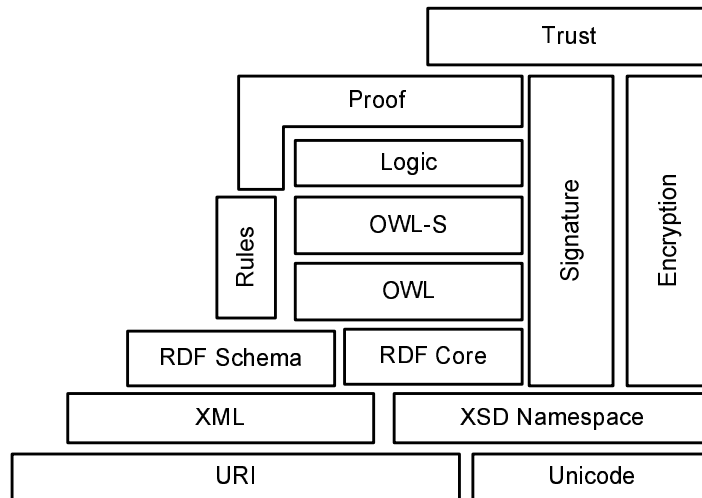 Trust
Proof
Logic
OWL-S
Rules
Signature
Encryption
OWL
RDF Schema
RDF Core
XML
XSD Namespace
URI
Unicode